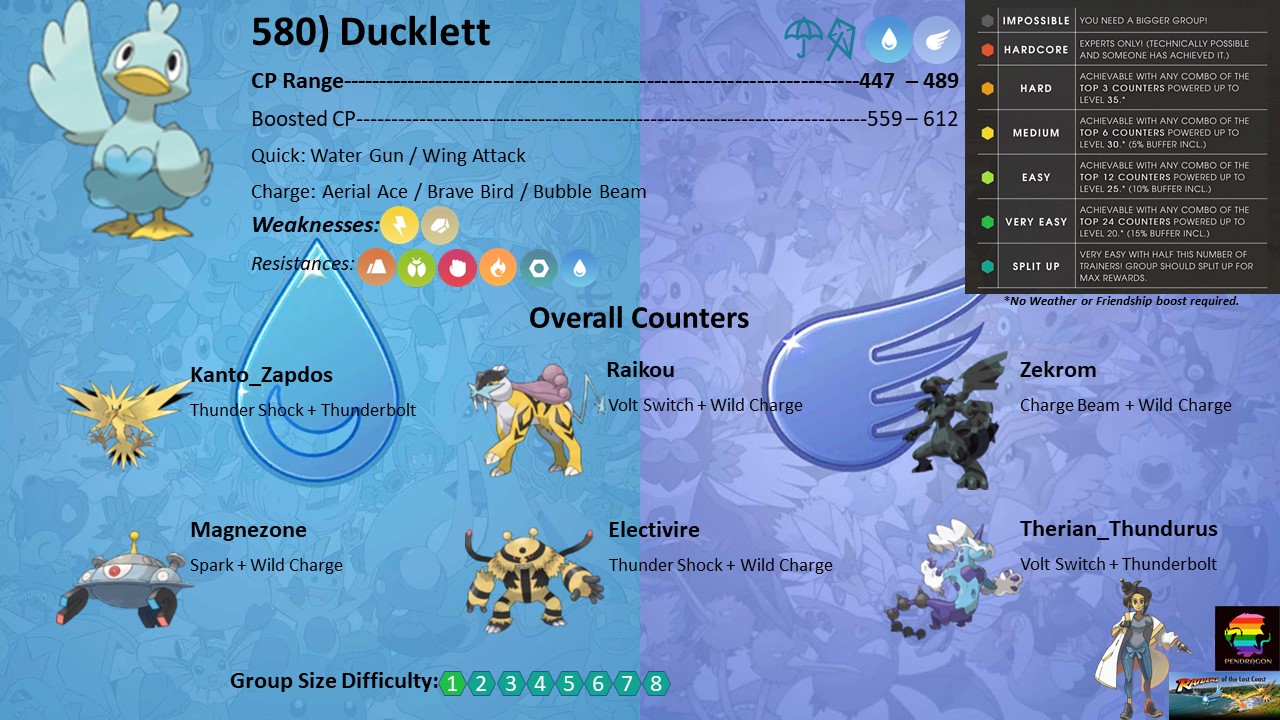 580) Ducklett
CP Range------------------------------------------------------------------------447 – 489
Boosted CP------------------------------------------------------------------------559 – 612
Quick: Water Gun / Wing Attack
Charge: Aerial Ace / Brave Bird / Bubble Beam
Weaknesses:
Resistances:
IMPOSSIBLE YOU NEED A BIGGER GROUP!
HARDCORE EXPERTS ONLY! (TECHNICALLY POSSIBLE
AND SOMEONE HAS ACHIEVED IT.)
HARD ACHIEVABLE WITH ANY COMBO OF THE
TOP 3 COUNTERS POWERED UP TO
LEVEL 35.*
MEDIUM ACHIEVABLE WITH ANY COMBO OF THE
TOP 6 COUNTERS POWERED UP TO
LEVEL 30.* (5% BUFFER INCL.)
EASY ACHIEVABLE WITH ANY COMBO OF THE
TOP 12 COUNTERS POWERED UP TO
LEVEL 25.* (10% BUFFER INCL.)
VERY EASY ACHIEVABLE WITH ANY COMBO OF THE
TOP 24 COUNTERS POWERED UP TO
LEVEL 20.* (15% BUFFER INCL.)
SPLIT UP VERY EASY WITH HALF THIS NUMBER OF
TRAINERS! GROUP SHOULD SPLIT UP FOR
MAX REWARDS.
*No Weather or Friendship boost required.
Overall Counters
Kanto_Zapdos
Thunder Shock + Thunderbolt
Raikou
Volt Switch + Wild Charge
Zekrom
Charge Beam + Wild Charge
Magnezone
Spark + Wild Charge
Electivire
Thunder Shock + Wild Charge
Therian_Thundurus
Volt Switch + Thunderbolt
Group Size Difficulty: 1 2 3 4 5 6 7 8
PENDRAGON
RAIDERS of the Lost Coast